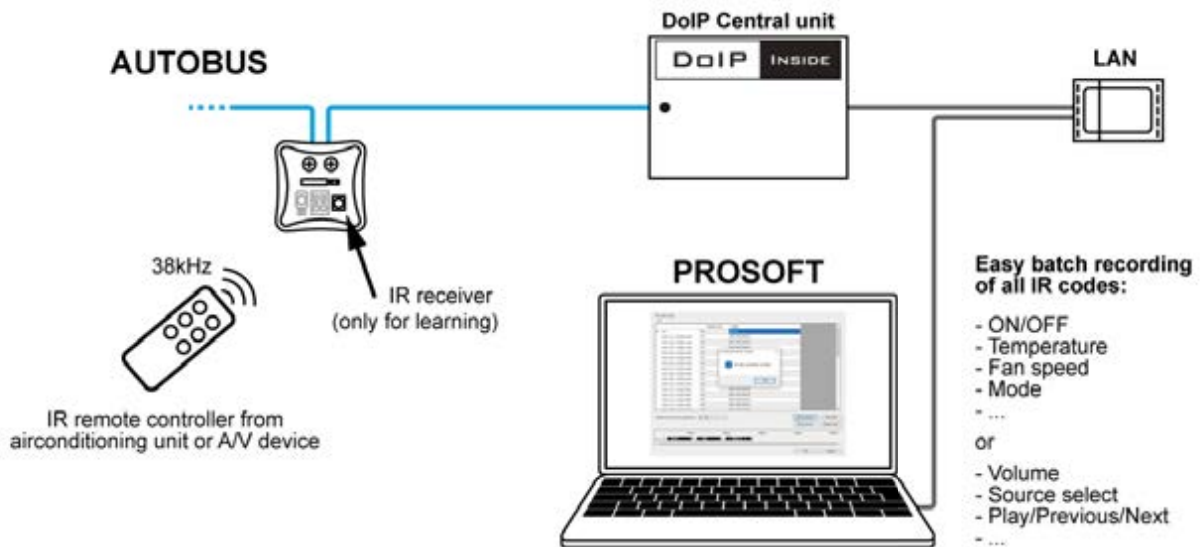 DoIP Central unit
DoIP INSIDE
LAN
AUTOBUS
38kHz
IR receiver
(only for learning)
IR remote controller from
airconditioning unit or A/V device
PROSOFT
Easy batch recording
of all IR codes:
- ON/OFF
- Temperature
- Fan speed
- Mode
- ...
or
- Volume
- Source select
- Play/Previous/Next
- ...